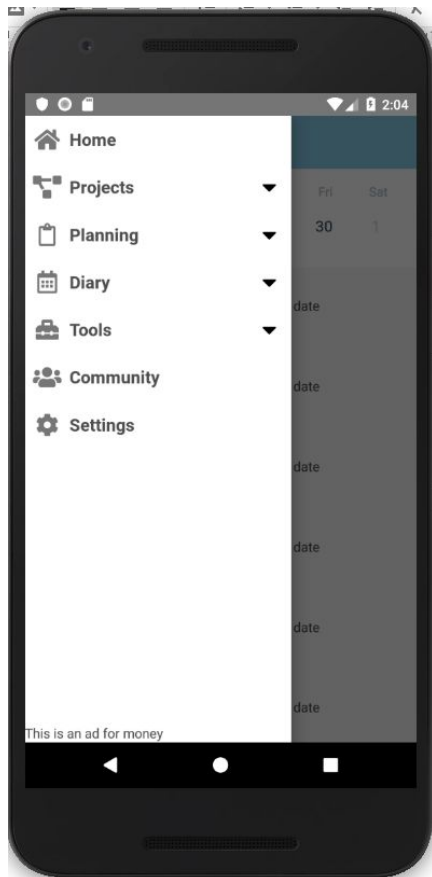 2:04
Home
Projects
Planning
Diary
Tools
Community
Settings
This is an ad for money
Fri Sat
30 1
date
date
date
date
date
date